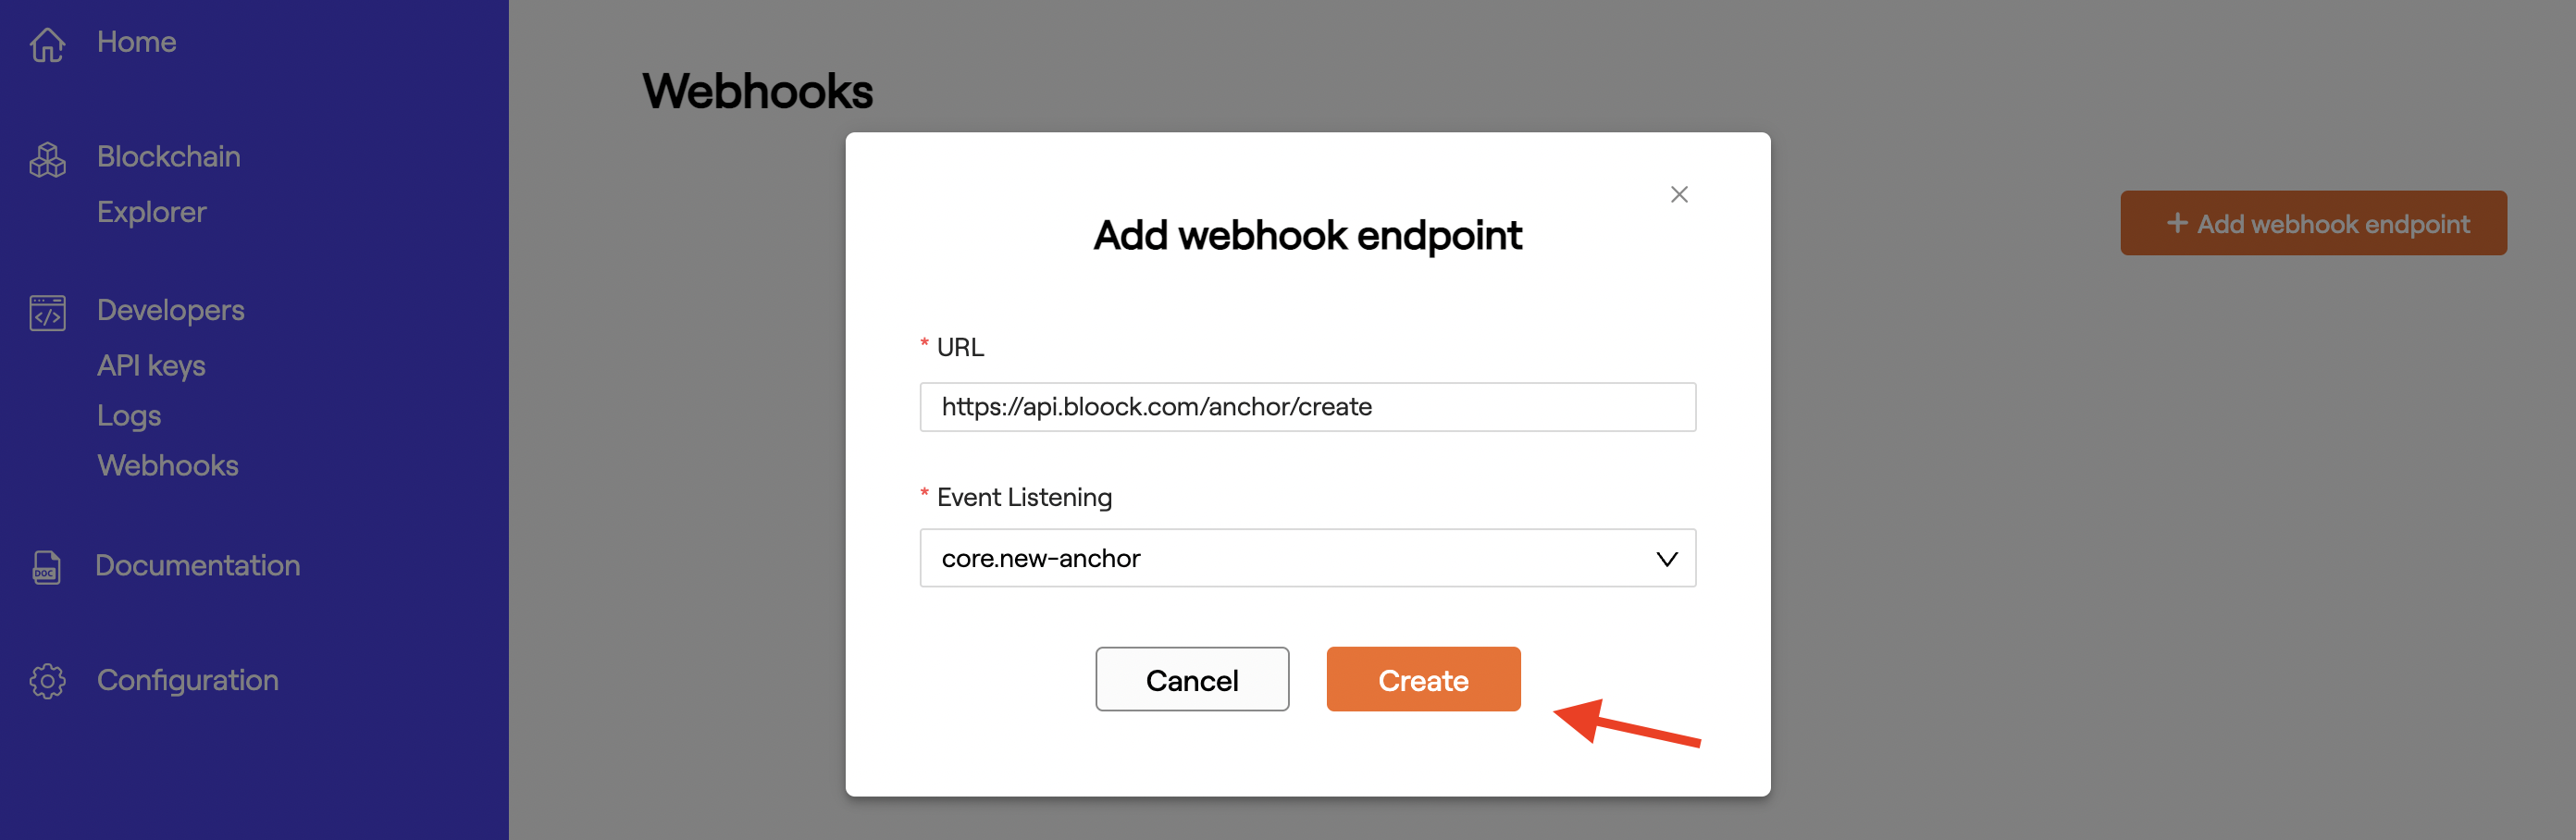 Home
Blockchain
Explorer
Developers
API keys
Logs
Webhooks
DOC
Documentation
Configuration
Webhooks
+ Add webhook endpoint
Add webhook endpoint
* URL
https://api.bloock.com/anchor/create
* Event Listening
core.new-anchor
Cancel
Create